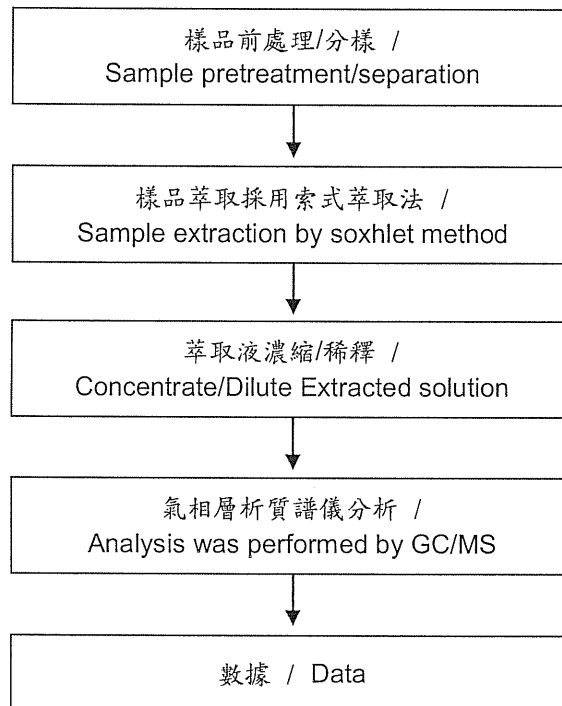 樣品前處理/分樣 /
Sample pretreatment/separation
樣品萃取採用索式萃取法 /
Sample extraction by soxhlet method
萃取液濃縮/稀釋 /
Concentrate/Dilute Extracted solution
氣相層析質譜儀分析 /
Analysis was performed by GC/MS
數據 / Data